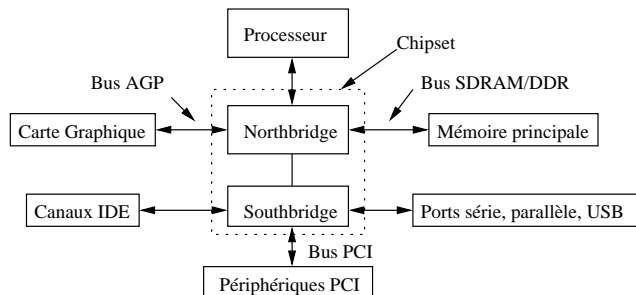 Processeur
Chipset
Bus AGP
Bus SDRAM/DDR
Carte Graphique
Northbridge
Mémoire principale
Canaux IDE
Southbridge
Ports série, parallèle, USB
Bus PCI
Périphériques PCI